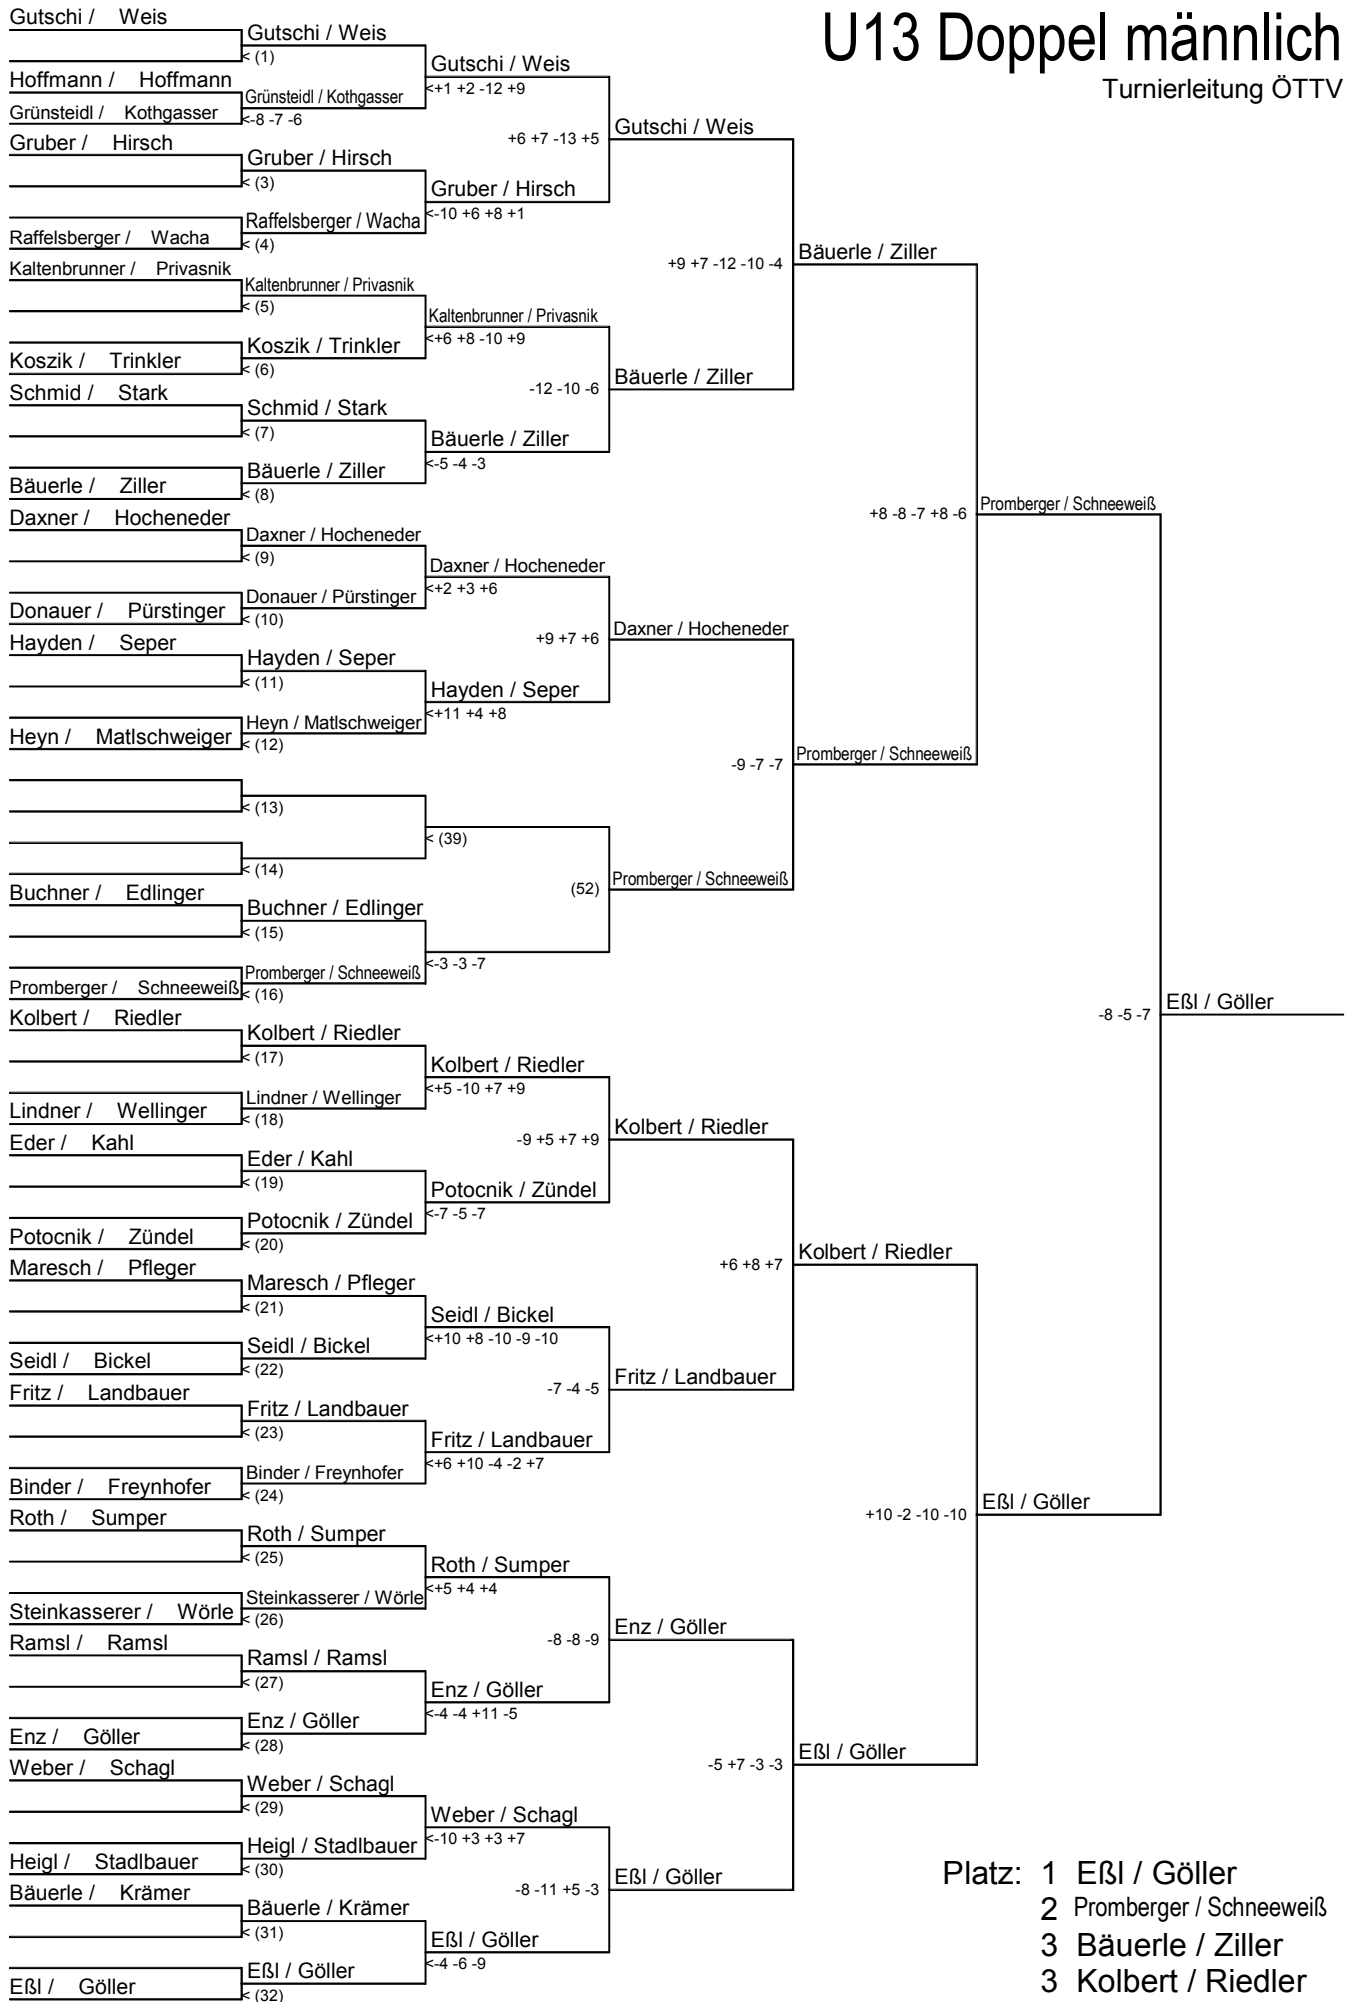 U13 Doppel männlich
Turnierleitung ÖTTV
Gutschi / Weis
Hoffmann / Hoffmann
Grünsteidl / Kothgasser
Gruber / Hirsch
Raffelsberger / Wacha
Kaltenbrunner / Privasnik
Koszik / Trinkler
Schmid / Stark
Bäuerle / Ziller
Daxner / Hocheneder
Donauer / Pürstinger
Hayden / Seper
Heyn / Matlschweiger
Buchner / Edlinger
Promberger / Schneeweiß
Kolbert / Riedler
Lindner / Wellinger
Eder / Kahl
Potocnik / Zündel
Maresch / Pfleger
Seidl / Bickel
Fritz / Landbauer
Binder / Freynhofer
Roth / Sumper
Steinkasserer / Wörle
Ramsl / Ramsl
Enz / Göller
Weber / Schagl
Heigl / Stadlbauer
Bäuerle / Krämer
Eßl / Göller
Gutschi / Weis
< (1)
Grünsteidl / Kothgasser
<-8 -7 -6
Gruber / Hirsch
< (3)
Raffelsberger / Wacha
< (4)
Kaltenbrunner / Privasnik
< (5)
Koszik / Trinkler
< (6)
Schmid / Stark
< (7)
Bäuerle / Ziller
< (8)
Daxner / Hocheneder
< (9)
Donauer / Pürstinger
< (10)
Hayden / Seper
< (11)
Heyn / Matlschweiger
< (12)
< (13)
< (14)
Buchner / Edlinger
< (15)
Promberger / Schneeweiß
< (16)
Kolbert / Riedler
< (17)
Lindner / Wellinger
< (18)
Eder / Kahl
< (19)
Potocnik / Zündel
< (20)
Maresch / Pfleger
< (21)
Seidl / Bickel
< (22)
Fritz / Landbauer
< (23)
Binder / Freynhofer
< (24)
Roth / Sumper
< (25)
Steinkasserer / Wörle
< (26)
Ramsl / Ramsl
< (27)
Enz / Göller
< (28)
Weber / Schagl
< (29)
Heigl / Stadlbauer
< (30)
Bäuerle / Krämer
< (31)
Eßl / Göller
< (32)
Gutschi / Weis
<+1 +2 -12 +9
Gruber / Hirsch
<-10 +6 +8 +1
Kaltenbrunner / Privasnik
<+6 +8 -10 +9
Bäuerle / Ziller
<-5 -4 -3
Daxner / Hocheneder
<+2 +3 +6
Hayden / Seper
<+11 +4 +8
< (39)
<-3 -3 -7
Kolbert / Riedler
<+5 -10 +7 +9
Potocnik / Zündel
<-7 -5 -7
Seidl / Bickel
<+10 +8 -10 -9 -10
Fritz / Landbauer
<+6 +10 -4 -2 +7
Roth / Sumper
<+5 +4 +4
Enz / Göller
<-4 -4 +11 -5
Weber / Schagl
<-10 +3 +3 +7
Eßl / Göller
<-4 -6 -9
Gutschi / Weis
+6 +7 -13 +5
Bäuerle / Ziller
-12 -10 -6
Daxner / Hocheneder
+9 +7 +6
Promberger / Schneeweiß
(52)
Kolbert / Riedler
-9 +5 +7 +9
Fritz / Landbauer
-7 -4 -5
Enz / Göller
-8 -8 -9
Eßl / Göller
-8 -11 +5 -3
Bäuerle / Ziller
+9 +7 -12 -10 -4
Promberger / Schneeweiß
-9 -7 -7
Kolbert / Riedler
+6 +8 +7
Eßl / Göller
-5 +7 -3 -3
Promberger / Schneeweiß
+8 -8 -7 +8 -6
Eßl / Göller
+10 -2 -10 -10
Eßl / Göller
-8 -5 -7
Platz: 1 Eßl / Göller
2 Promberger / Schneeweiß
3 Bäuerle / Ziller
3 Kolbert / Riedler